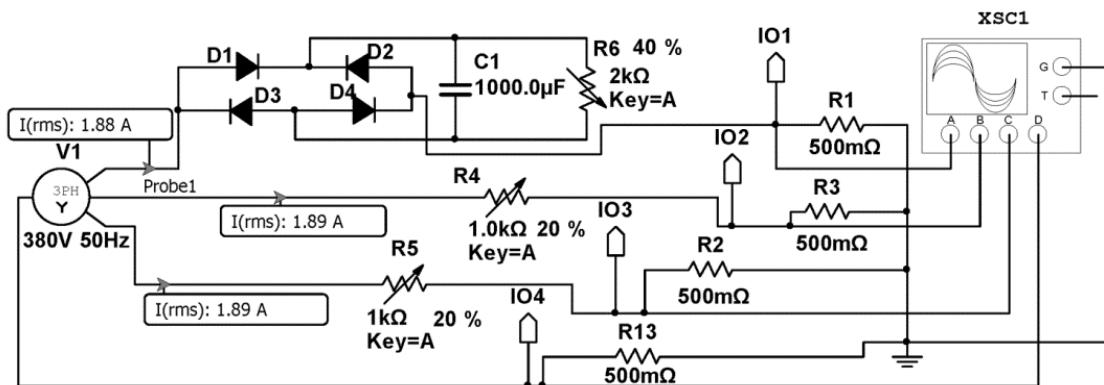 XSC1
IO1
D1
D2
R6 40 %
C1
1000.0µF
2kΩ
Key=A
G
T
D3
D4
R1
A
B
C
D
I(rms): 1.88 A
500mΩ
IO2
V1
Probe1
R4
R3
3PH
Y
IO3
I(rms): 1.89 A
1.0kΩ 20 %
Key=A
500mΩ
380V 50Hz
R5
R2
I(rms): 1.89 A
IO4
500mΩ
1kΩ 20 %
Key=A
R13
500mΩ